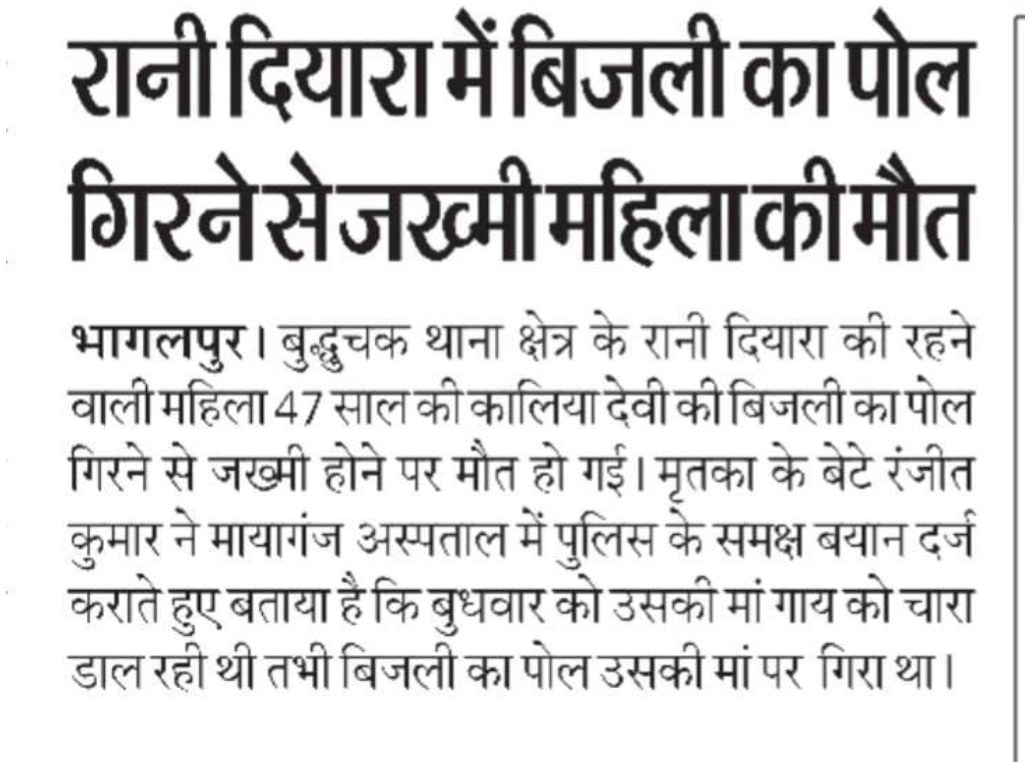 रानी दियारा में बिजली का पोल
गिरने से जख्मी महिला की मौत
भागलपुर। बुद्धुचक थाना क्षेत्र के रानी दियारा की रहने
वाली महिला 47 साल की कालिया देवी की बिजली का पोल
गिरने से जख्मी होने पर मौत हो गई। मृतका के बेटे रंजीत
कुमार ने मायागंज अस्पताल में पुलिस के समक्ष बयान दर्ज
कराते हुए बताया है कि बुधवार को उसकी मां गाय को चारा
डाल रही थी तभी बिजली का पोल उसकी मां पर गिरा था।